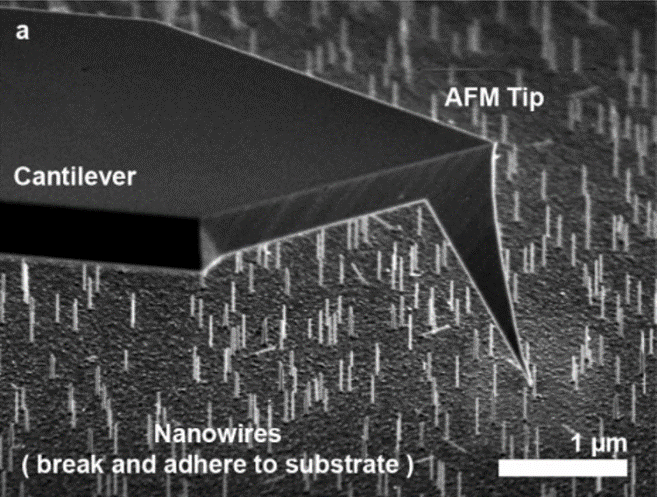 a
AFM Tip
Cantilever
Nanowires
( break and adhere to substrate )
1 µm